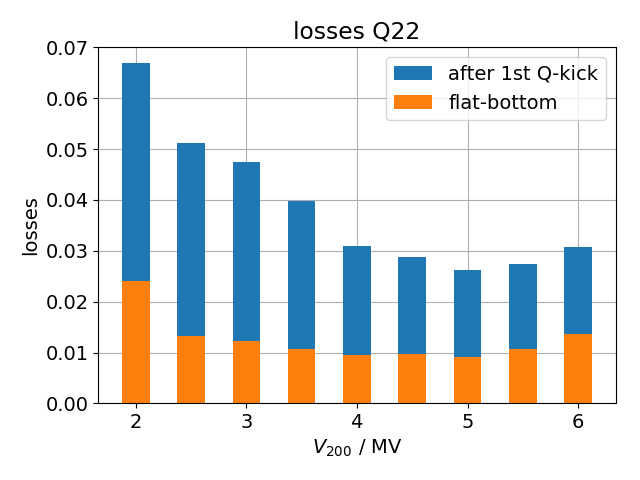 losses Q22
0.07
0.06
0.05
0.04
0.03
0.02
0.01
0.00
losses
after 1st Q-kick
flat-bottom
2 3 4 5 6
V₂₀₀ / MV